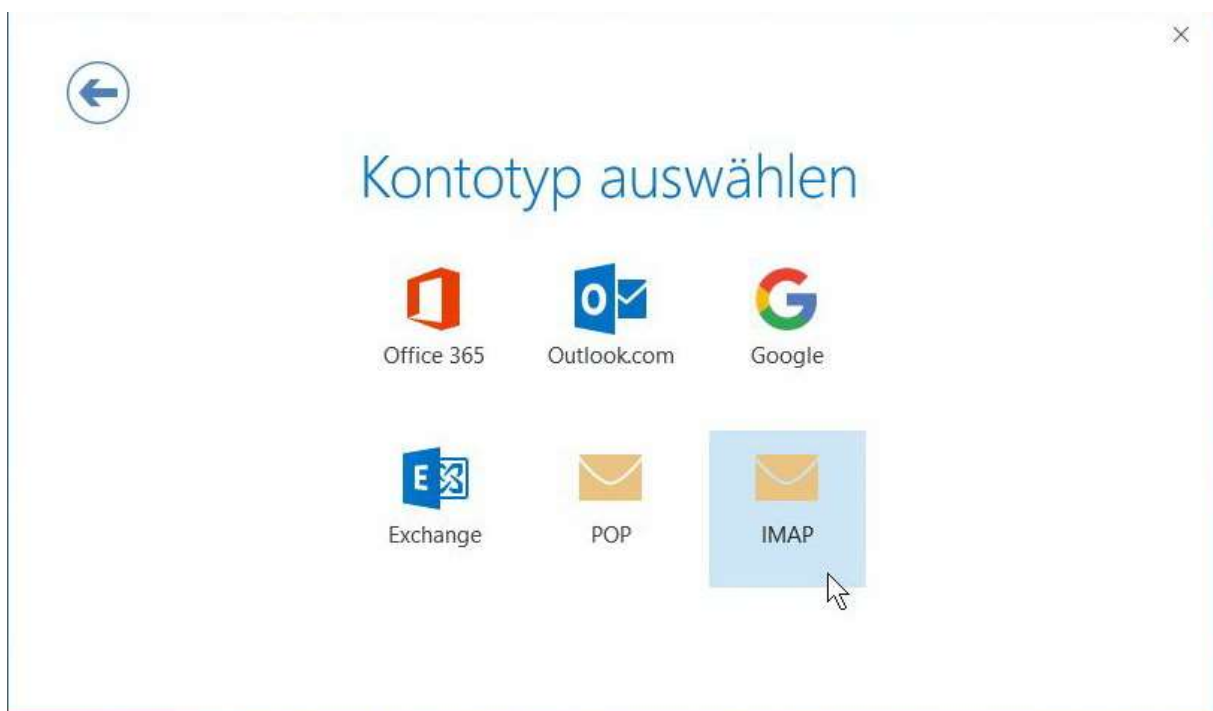 Kontotyp auswählen
Office 365
Outlook.com
Google
Exchange
POP
IMAP